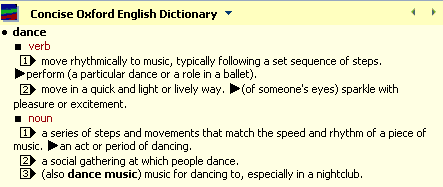 Concise Oxford English Dictionary
dance
verb
1 move rhythmically to music, typically following a set sequence of steps.
▶perform (a particular dance or a role in a ballet).
2 move in a quick and light or lively way. ▶(of someone's eyes) sparkle with
pleasure or excitement.
noun
1 a series of steps and movements that match the speed and rhythm of a piece of
music. ▶an act or period of dancing.
2 a social gathering at which people dance.
3 (also dance music) music for dancing to, especially in a nightclub.